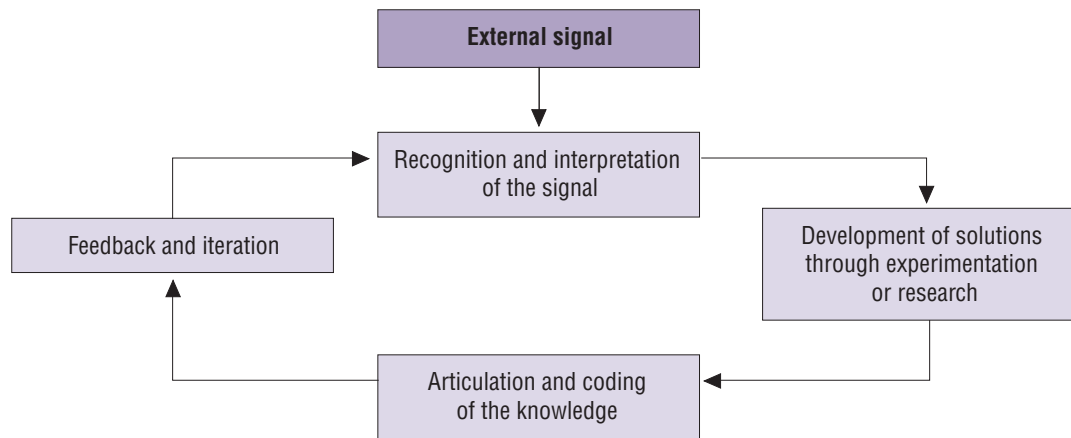 External signal
Recognition and interpretation
of the signal
Development of solutions
through experimentation
or research
Articulation and coding
of the knowledge
Feedback and iteration